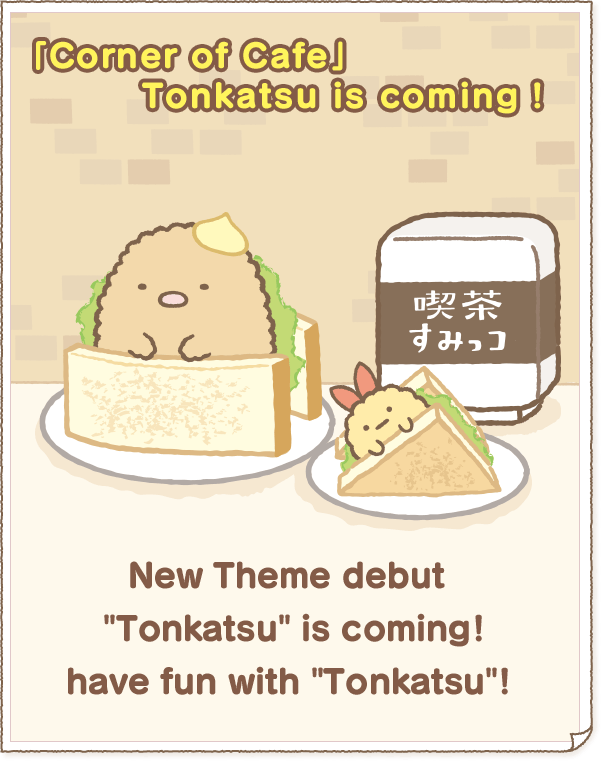 「Corner of Cafe」
Tonkatsu is coming !
喫茶
すみっコ
New Theme debut
"Tonkatsu" is coming!
have fun with "Tonkatsu"!